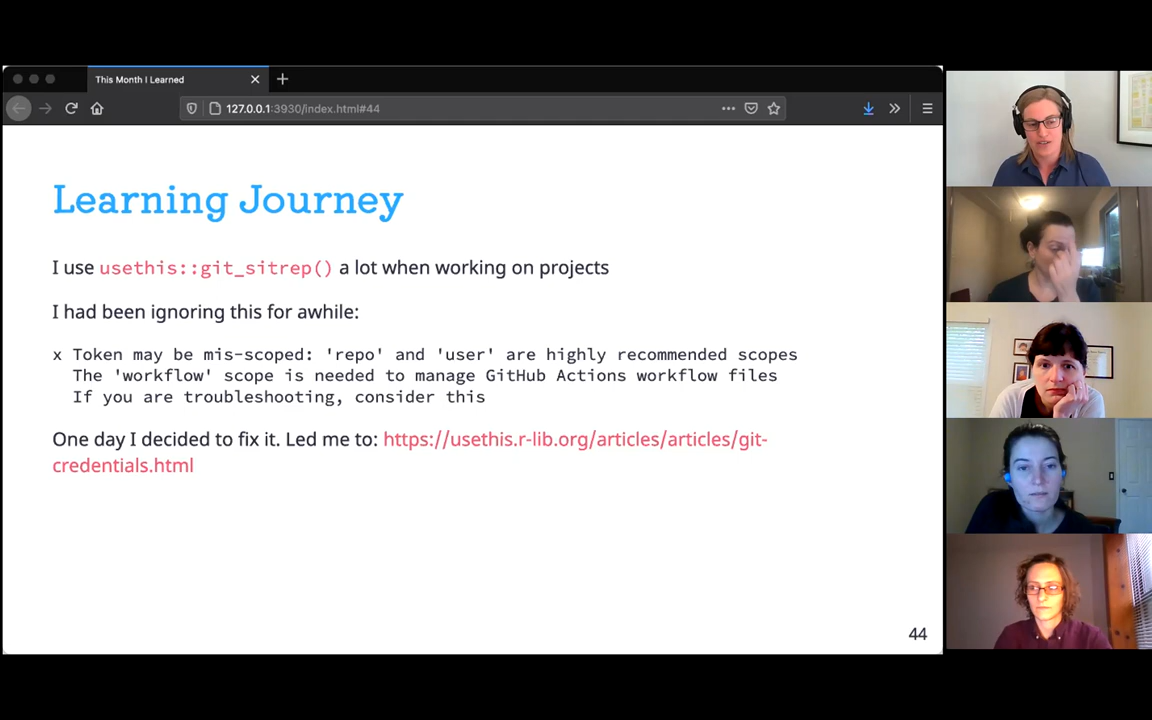 This Month I Learned
127.0.0.1:3930/index.html#44
Learning Journey
I use usethis::git_sitrep() a lot when working on projects
I had been ignoring this for awhile:
x Token may be mis-scoped: 'repo' and 'user' are highly recommended scopes
The 'workflow' scope is needed to manage GitHub Actions workflow files
If you are troubleshooting, consider this
One day I decided to fix it. Led me to: https://usethis.r-lib.org/articles/articles/git-
credentials.html
44